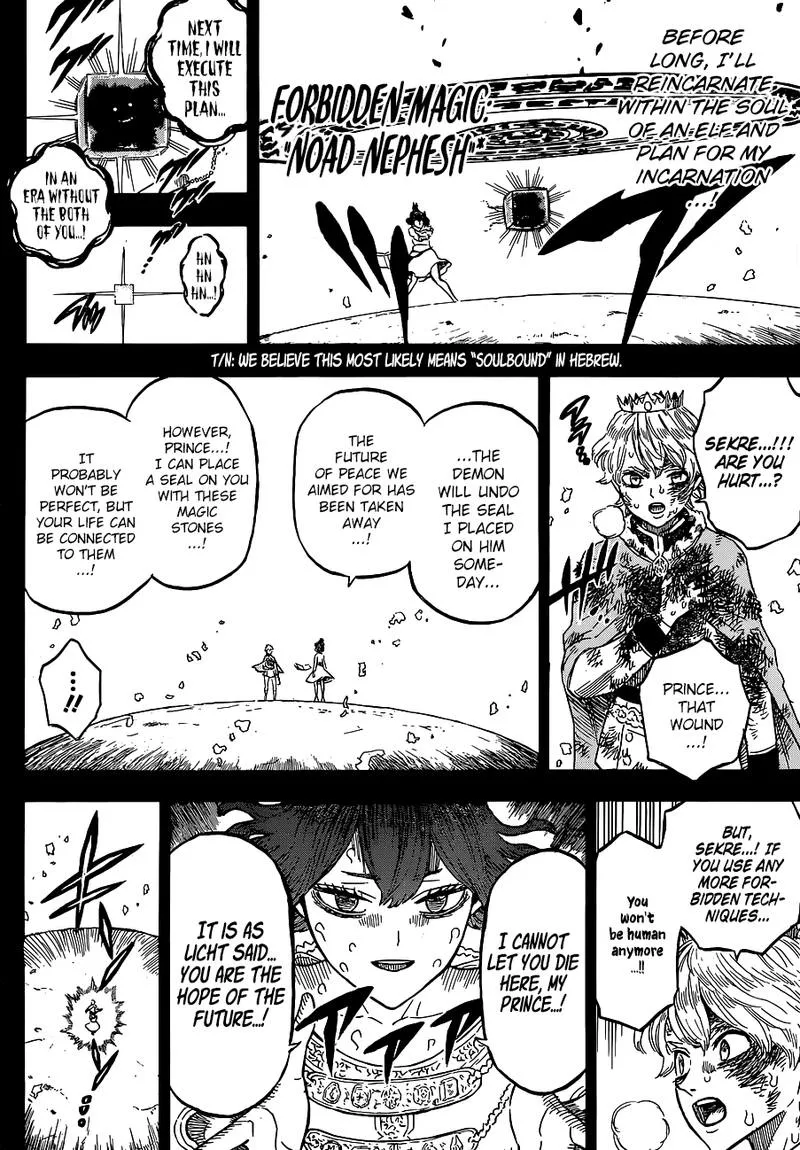 BEFORE
LONG, I'LL
REINCARNATE
WITHIN THE SOUL
OF AN ELF AND
PLAN FOR MY
INCARNATION
...!
FORBIDDEN MAGIC:
"NOAD NEPHESH"*
NEXT
TIME, I WILL
EXECUTE
THIS
PLAN...
IN AN
ERA WITHOUT
THE BOTH
OF YOU...!
HN
HN
HN...!
T/N: WE BELIEVE THIS MOST LIKELY MEANS "SOULBOUND" IN HEBREW.
SEKRE...!!!
ARE YOU
HURT...?
PRINCE...
THAT
WOUND
...!
...THE
DEMON
WILL UNDO
THE SEAL
I PLACED
ON HIM
SOME-
DAY...
THE
FUTURE
OF PEACE WE
AIMED FOR HAS
BEEN TAKEN
AWAY
...!
HOWEVER,
PRINCE...!
I CAN PLACE
A SEAL ON YOU
WITH THESE
MAGIC
STONES
...!
IT
PROBABLY
WON'T BE
PERFECT, BUT
YOUR LIFE CAN
BE CONNECTED
TO THEM
...!
...!!
BUT,
SEKRE...! IF
YOU USE ANY
MORE FOR-
BIDDEN TECH-
NIQUES...
You
won't
be human
anymore
...!!
I CANNOT
LET YOU DIE
HERE, MY
PRINCE...!
IT IS AS
LICHT SAID...
YOU ARE THE
HOPE OF THE
FUTURE...!